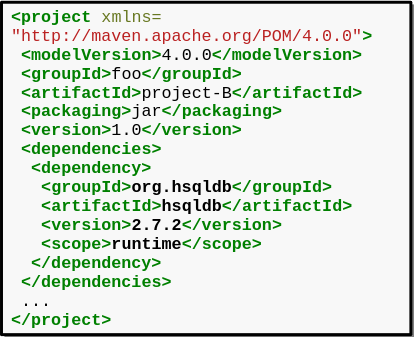 <project xmlns=
"http://maven.apache.org/POM/4.0.0">
<modelVersion>4.0.0</modelVersion>
<groupId>foo</groupId>
<artifactId>project-B</artifactId>
<packaging>jar</packaging>
<version>1.0</version>
<dependencies>
<dependency>
<groupId>org.hsqldb</groupId>
<artifactId>hsqldb</artifactId>
<version>2.7.2</version>
<scope>runtime</scope>
</dependency>
</dependencies>
...
</project>